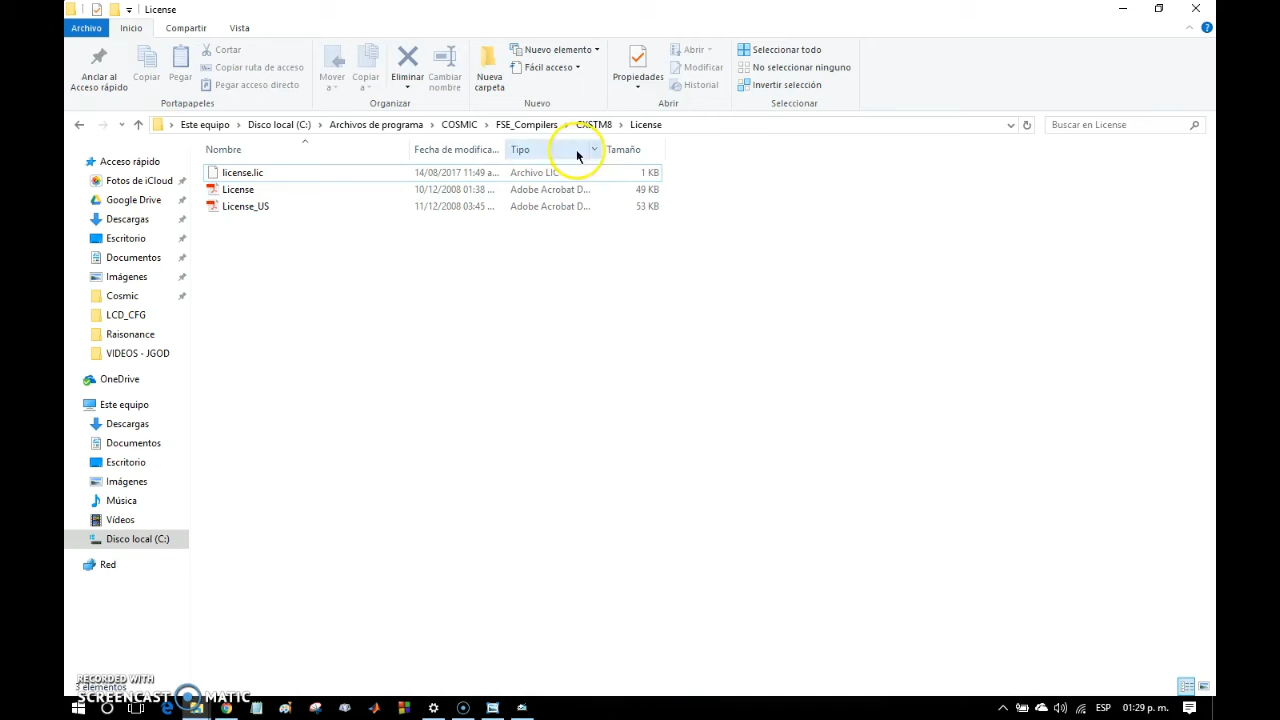 License
Archivo
Inicio
Compartir
Vista
Anclar al
Acceso rápido
Copiar
Pegar
Cortar
Copiar ruta de acceso
Pegar acceso directo
Portapapeles
Mover
a
Copiar
a
Eliminar
Cambiar
nombre
Organizar
Nueva
carpeta
Nuevo elemento
Fácil acceso
Nuevo
Propiedades
Abrir
Modificar
Historial
Abrir
Seleccionar todo
No seleccionar ninguno
Invertir selección
Seleccionar
Este equipo > Disco local (C:) > Archivos de programa > COSMIC > FSE_Compilers > CXSTM8 > License
Buscar en License
Nombre Fecha de modifica... Tipo Tamaño
license.lic 14/08/2017 11:49 a... Archivo LIC 1 KB
License 10/12/2008 01:38 ... Adobe Acrobat D... 49 KB
License_US 11/12/2008 03:45 ... Adobe Acrobat D... 53 KB
Acceso rápido
Fotos de iCloud
Google Drive
Descargas
Escritorio
Documentos
Imágenes
Cosmic
LCD_CFG
Raisonance
VIDEOS - JGOD
OneDrive
Este equipo
Descargas
Documentos
Escritorio
Imágenes
Música
Vídeos
Disco local (C:)
Red
RECORDED WITH
SCREENCAST MATIC
3 elementos
ESP 01:29 p. m.